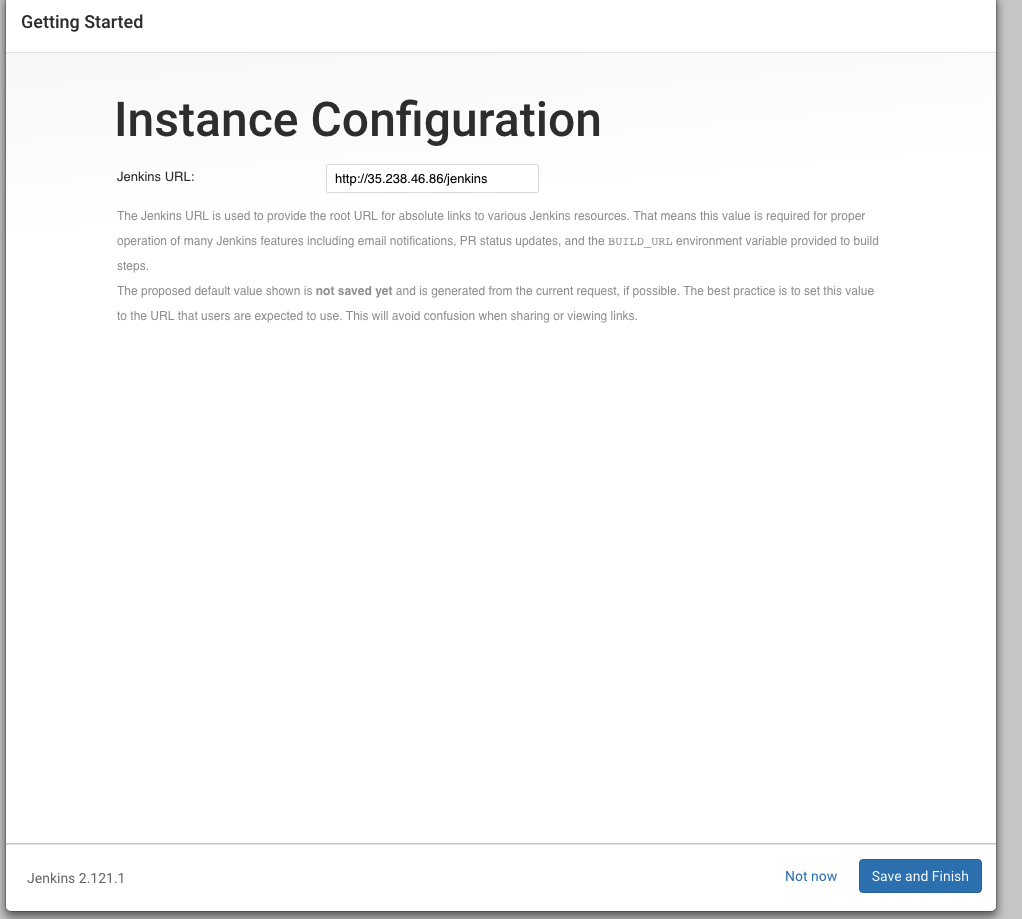 Getting Started
Instance Configuration
Jenkins URL:
http://35.238.46.86/jenkins
The Jenkins URL is used to provide the root URL for absolute links to various Jenkins resources. That means this value is required for proper
operation of many Jenkins features including email notifications, PR status updates, and the BUILD_URL environment variable provided to build
steps.
The proposed default value shown is not saved yet and is generated from the current request, if possible. The best practice is to set this value
to the URL that users are expected to use. This will avoid confusion when sharing or viewing links.
Jenkins 2.121.1
Not now
Save and Finish